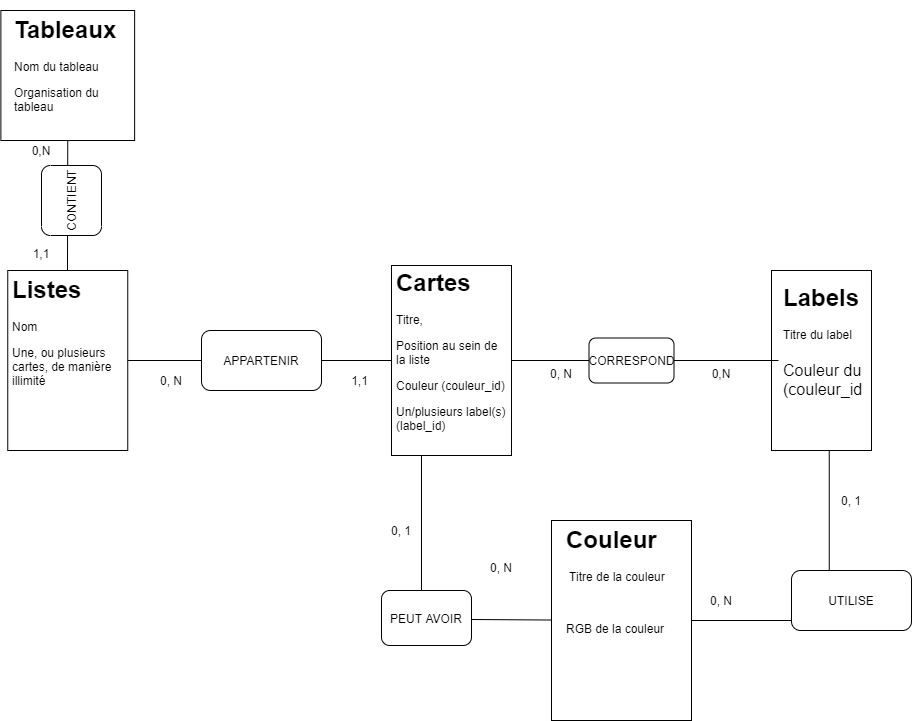 Tableaux
Nom du tableau
Organisation du
tableau
0,N
CONTIENT
1,1
Listes
Nom
Une, ou plusieurs
cartes, de manière
illimité
0, N
APPARTENIR
1,1
Cartes
Titre,
Position au sein de
la liste
Couleur (couleur_id)
Un/plusieurs label(s)
(label_id)
0, N
CORRESPOND
0,N
Labels
Titre du label
Couleur du
(couleur_id
0, 1
0, 1
PEUT AVOIR
0, N
Couleur
Titre de la couleur
RGB de la couleur
0, N
UTILISE